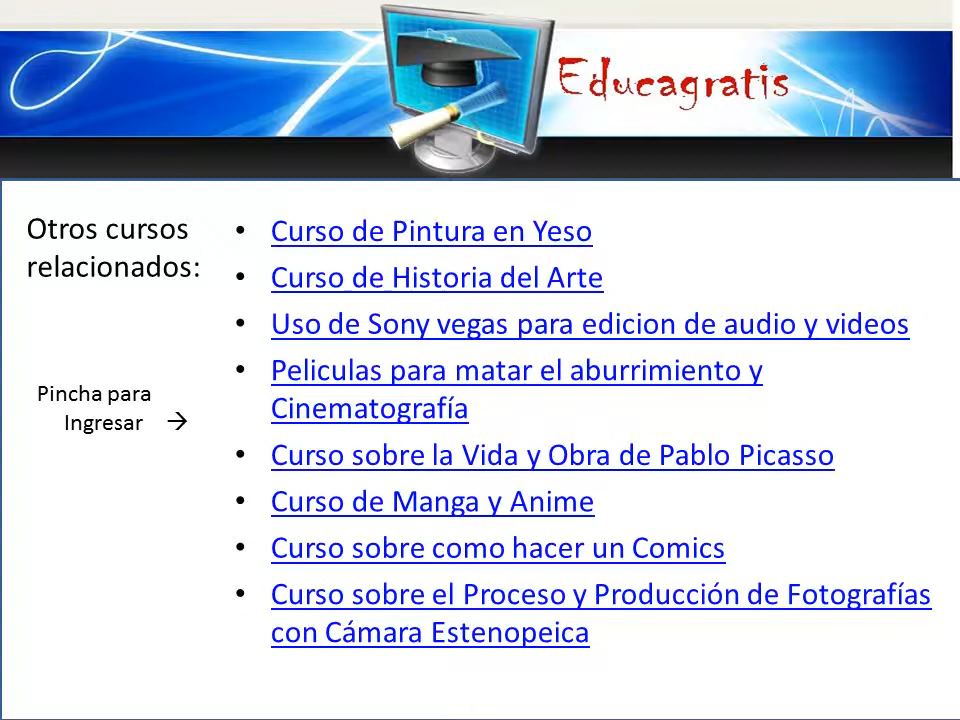 Educagratis
Otros cursos
relacionados:
Pincha para
Ingresar →
• Curso de Pintura en Yeso
• Curso de Historia del Arte
• Uso de Sony vegas para edicion de audio y videos
• Peliculas para matar el aburrimiento y
Cinematografía
• Curso sobre la Vida y Obra de Pablo Picasso
• Curso de Manga y Anime
• Curso sobre como hacer un Comics
• Curso sobre el Proceso y Producción de Fotografías
con Cámara Estenopeica